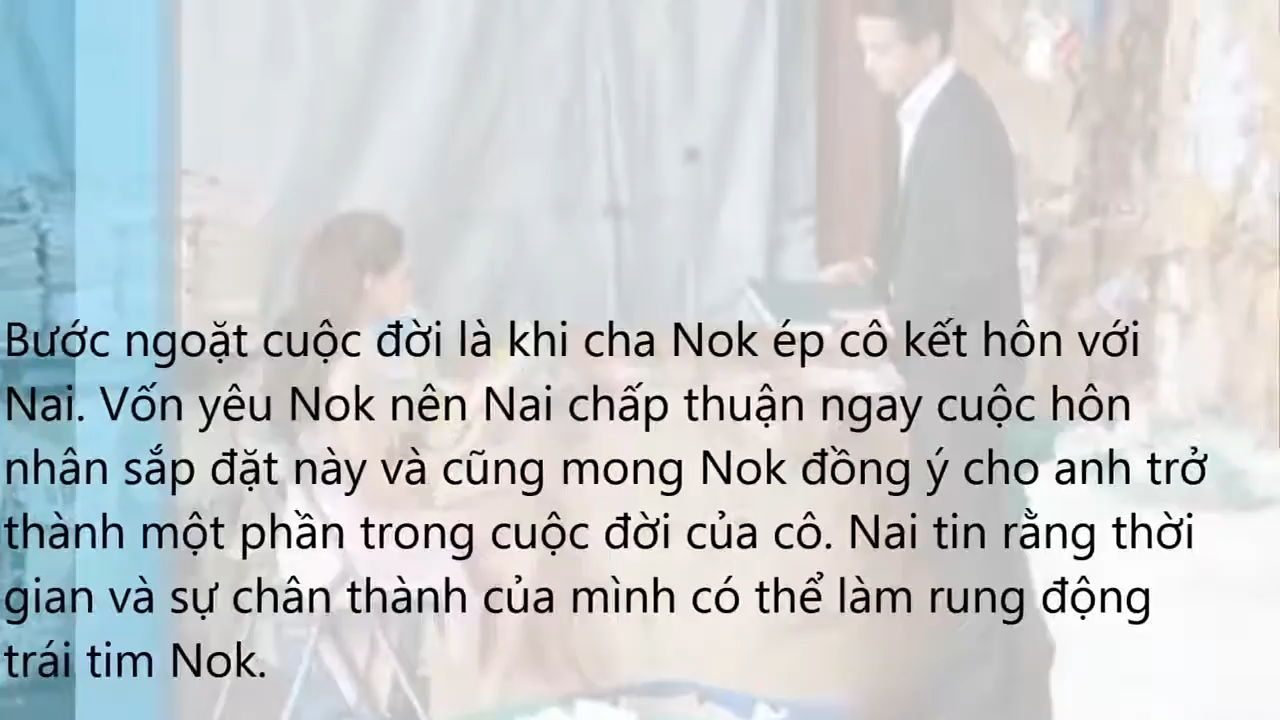 Bước ngoặt cuộc đời là khi cha Nok ép cô kết hôn với
Nai. Vốn yêu Nok nên Nai chấp thuận ngay cuộc hôn
nhân sắp đặt này và cũng mong Nok đồng ý cho anh trở
thành một phần trong cuộc đời của cô. Nai tin rằng thời
gian và sự chân thành của mình có thể làm rung động
trái tim Nok.